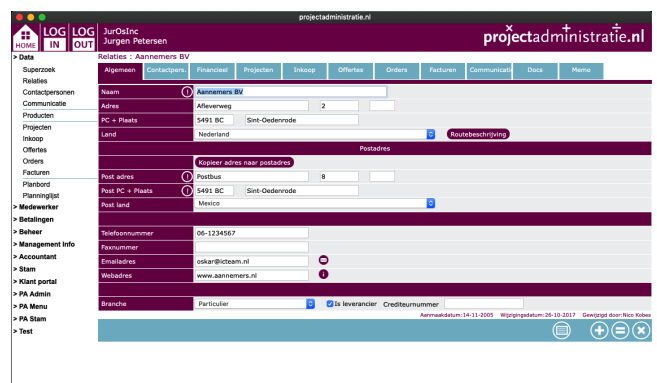 projectadministratie.nl
HOME LOG IN LOG OUT JurOsInc
Jurgen Petersen
projectadministratie.nl
> Data
Superzoek
Relaties
Contactpersonen
Communicatie
Producten
Projecten
Inkoop
Offertes
Orders
Facturen
Planbord
Planninglijst
> Medewerker
> Betalingen
> Beheer
> Management Info
> Accountant
> Stam
> Klant portal
> PA Admin
> PA Menu
> PA Stam
> Test
Relaties : Aannemers BV
Algemeen Contactpers. Financieel Projecten Inkoop Offertes Orders Facturen Communicati Docs Memo
Naam Aannemers BV
Adres Afleverweg 2
PC + Plaats 5491 BC Sint-Oedenrode
Land Nederland Routebeschrijving
Postadres
Kopieer adres naar postadres
Post adres Postbus 8
Post PC + Plaats 5491 BC Sint-Oedenrode
Post land Mexico
Telefoonnummer 06-1234567
Faxnummer
Emailadres oskar@icteam.nl
Webadres www.aannemers.nl
Branche Particulier Is leverancier Crediteurnummer
Aanmaakdatum:14-11-2005 Wijzigingsdatum:26-10-2017 Gewijzigd door:Nico Kobes